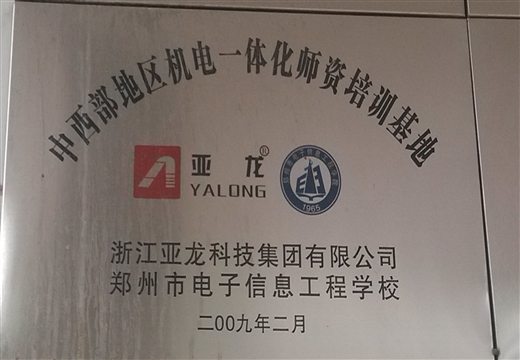 中西部地区机电一体化师资培训基地
亚龙®
YALONG
1965
浙江亚龙科技集团有限公司
郑州市电子信息工程学校
二00九年二月